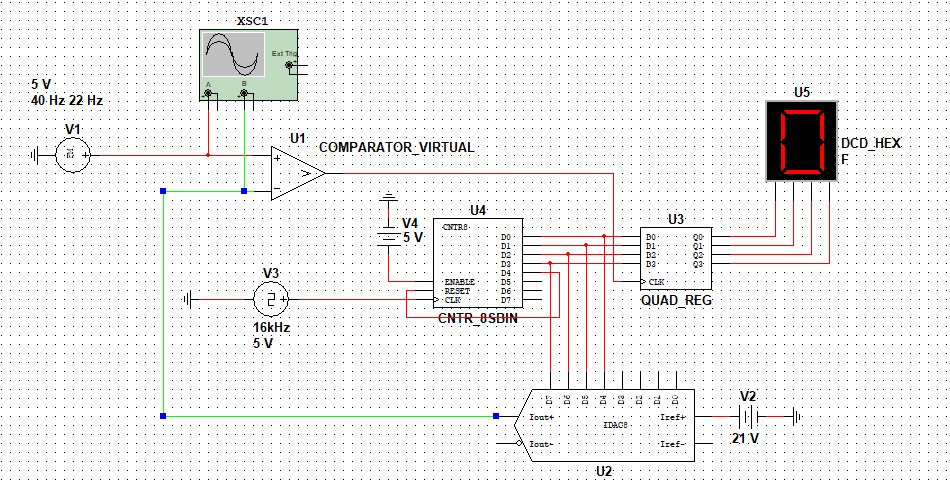 XSC1
Ext Trig
A
B
5 V
40 Hz 22 Hz
V1
U1
COMPARATOR_VIRTUAL
U5
DCD_HEX
F
V4
5 V
U4
CNTR8
D0
D1
D2
D3
D4
D5
D6
D7
ENABLE
RESET
CLK
CNTR_8SBIN
U3
D0
D1
D2
D3
Q0
Q1
Q2
Q3
CLK
QUAD_REG
V3
16kHz
5 V
D7
D6
D5
D4
D3
D2
D1
D0
Iout+
IDAC8
Iref+
Iout-
Iref-
U2
V2
21 V